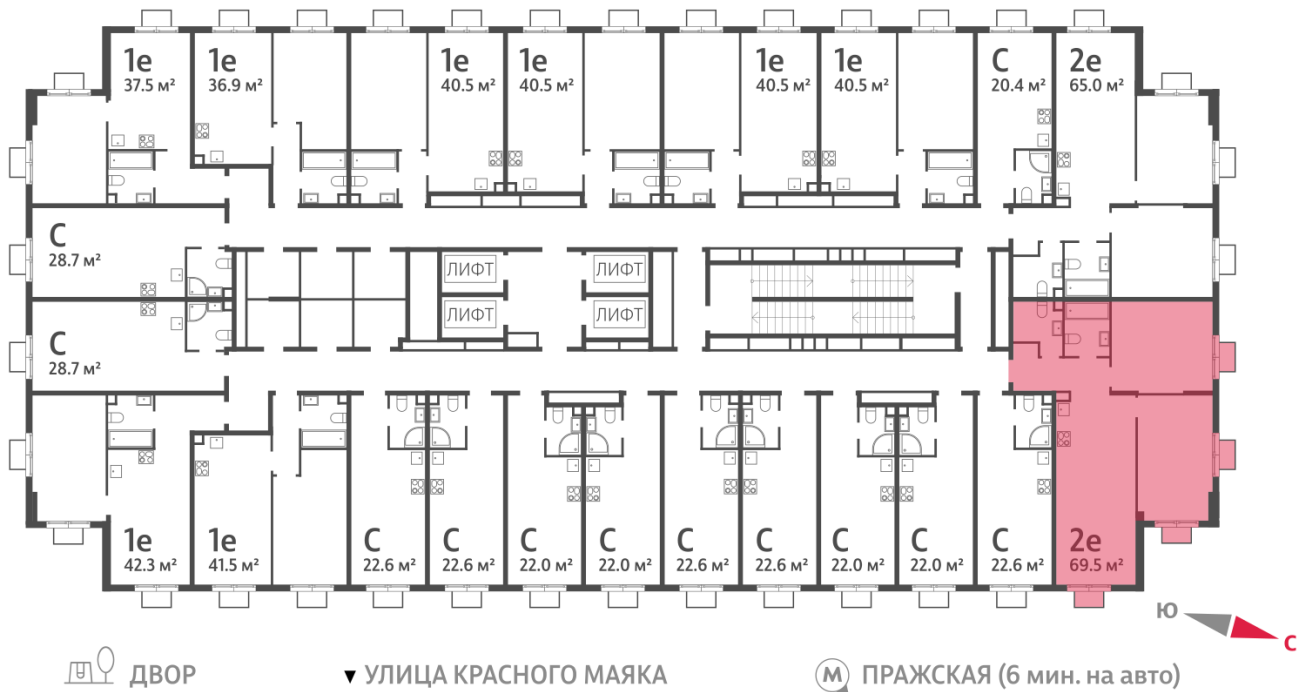 1е
37.5 м²
1е
36.9 м²
1е
40.5 м²
1е
40.5 м²
1е
40.5 м²
1е
40.5 м²
С
20.4 м²
2е
65.0 м²
С
28.7 м²
ЛИФТ
ЛИФТ
ЛИФТ
ЛИФТ
С
28.7 м²
1е
42.3 м²
1е
41.5 м²
С
22.6 м²
С
22.6 м²
С
22.0 м²
С
22.0 м²
С
22.6 м²
С
22.6 м²
С
22.0 м²
С
22.0 м²
С
22.6 м²
2е
69.5 м²
Ю
С
ДВОР
▼ УЛИЦА КРАСНОГО МАЯКА
М ПРАЖСКАЯ (6 мин. на авто)